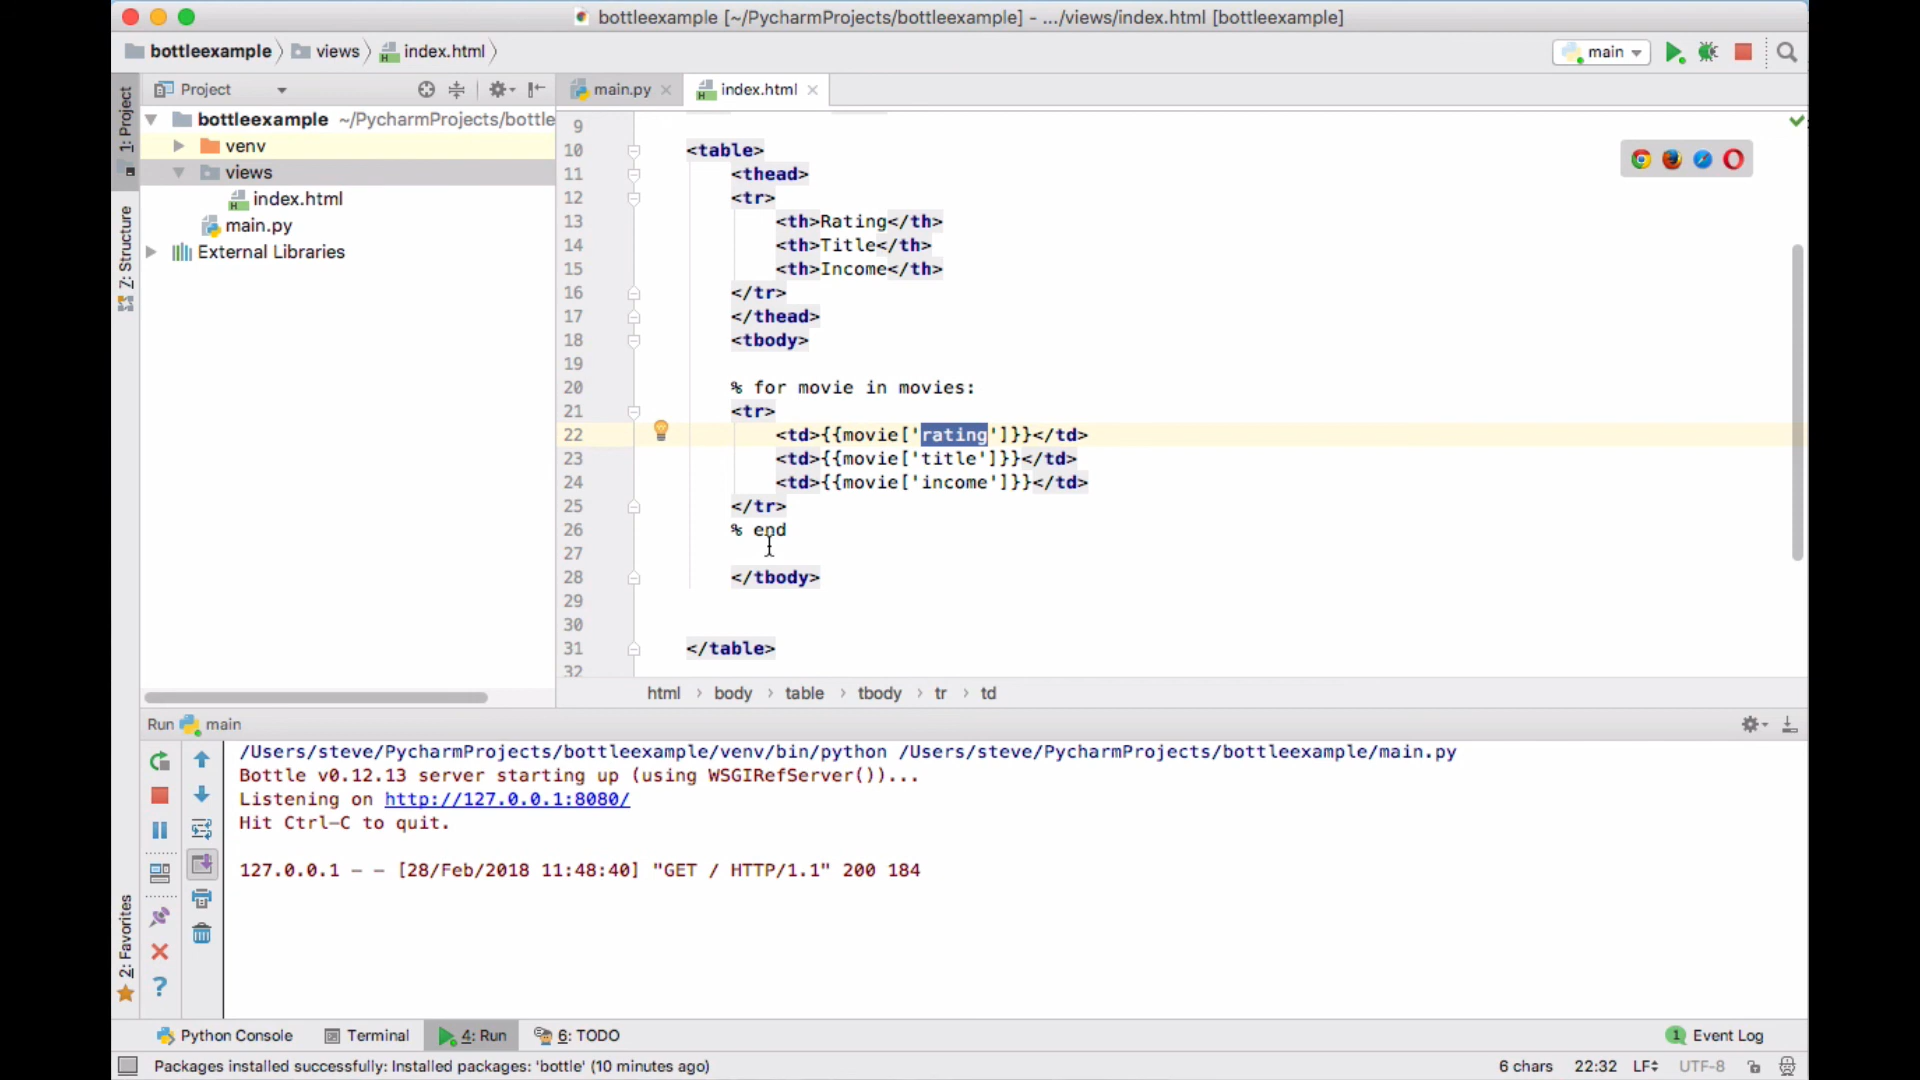 bottleexample [~/PycharmProjects/bottleexample] - .../views/index.html [bottleexample]
bottleexample views index.html
main
1: Project
Z: Structure
2: Favorites
Project
bottleexample ~/PycharmProjects/bottle
venv
views
index.html
main.py
External Libraries
main.py index.html
9
10 <table>
11 <thead>
12 <tr>
13 <th>Rating</th>
14 <th>Title</th>
15 <th>Income</th>
16 </tr>
17 </thead>
18 <tbody>
19
20 % for movie in movies:
21 <tr>
22 <td>{{movie['rating']}}</td>
23 <td>{{movie['title']}}</td>
24 <td>{{movie['income']}}</td>
25 </tr>
26 % end
27
28 </tbody>
29
30
31 </table>
32
html › body › table › tbody › tr › td
Run main
/Users/steve/PycharmProjects/bottleexample/venv/bin/python /Users/steve/PycharmProjects/bottleexample/main.py
Bottle v0.12.13 server starting up (using WSGIRefServer())...
Listening on http://127.0.0.1:8080/
Hit Ctrl-C to quit.
127.0.0.1 - - [28/Feb/2018 11:48:40] "GET / HTTP/1.1" 200 184
Python Console Terminal 4: Run 6: TODO 1 Event Log
Packages installed successfully: Installed packages: 'bottle' (10 minutes ago) 6 chars 22:32 LF UTF-8